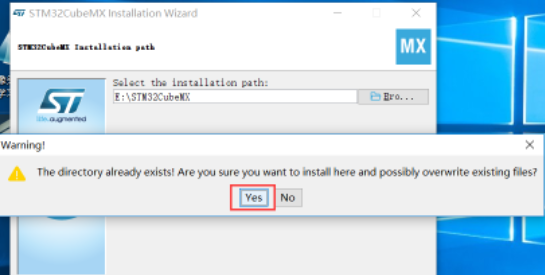 STM32CubeMX Installation Wizard
STM32CubeMX Installation path
MX
Select the installation path:
E:\STM32CubeMX
Bro...
ST
life.augmented
Warning!
The directory already exists! Are you sure you want to install here and possibly overwrite existing files?
Yes No